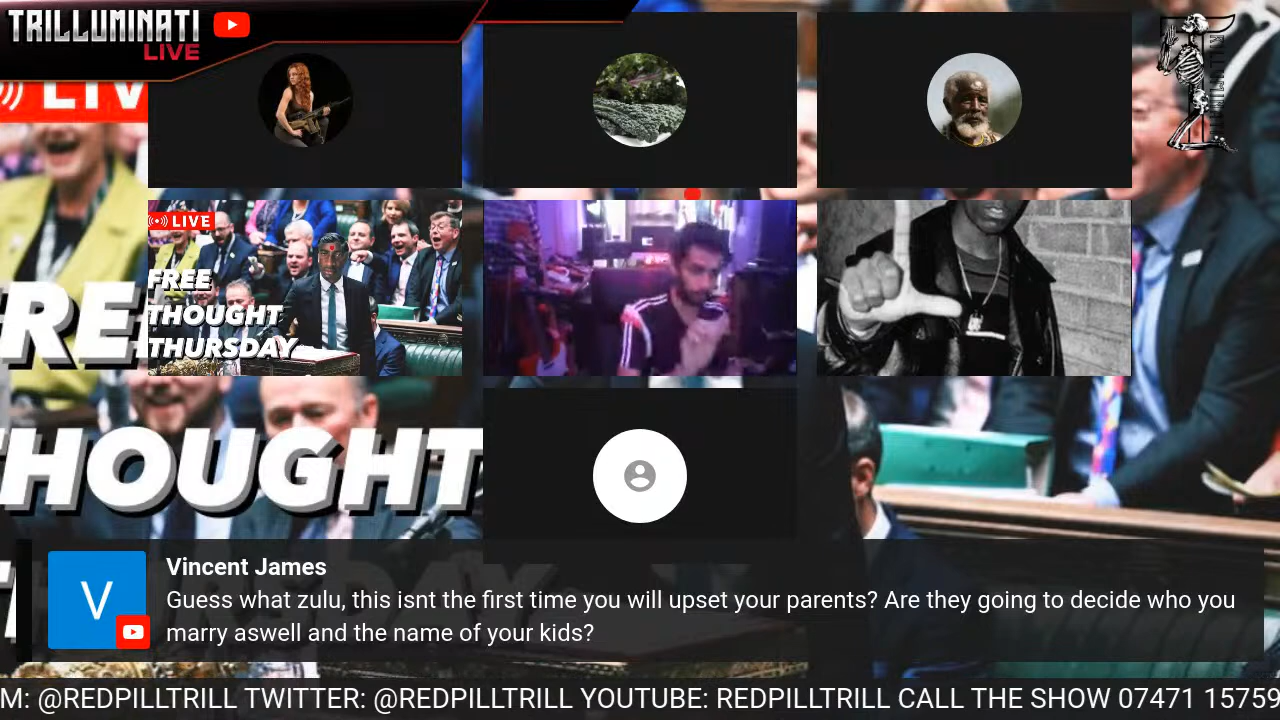 TRILLUMINATI
LIVE
LIV
LIVE
FREE
THOUGHT
THURSDAY
RE
THOUGHT
V
Vincent James
Guess what zulu, this isnt the first time you will upset your parents? Are they going to decide who you
marry aswell and the name of your kids?
M: @REDPILLTRILL TWITTER: @REDPILLTRILL YOUTUBE: REDPILLTRILL CALL THE SHOW 07471 15759